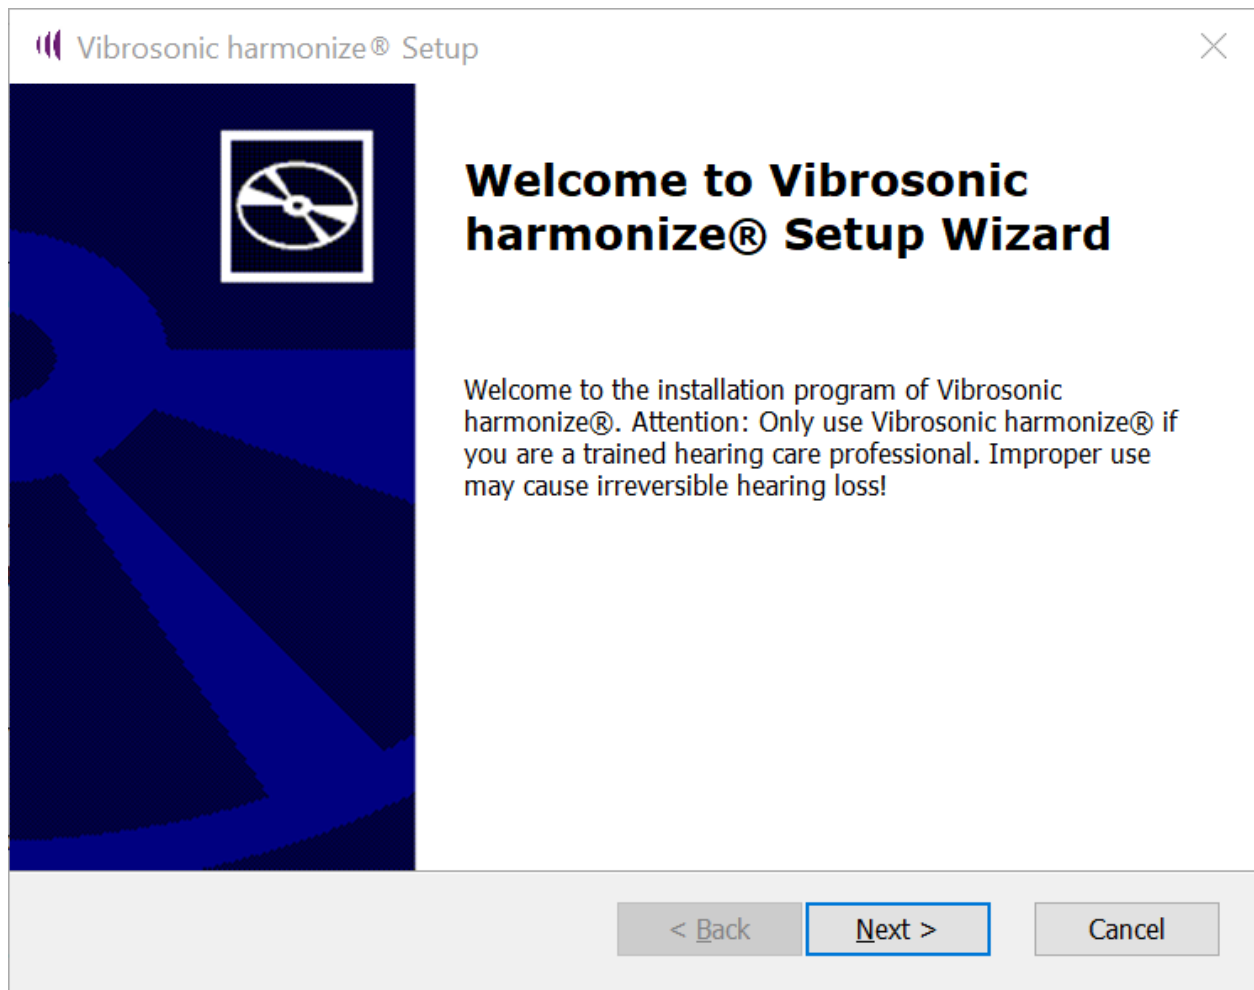 Vibrosonic harmonize® Setup
Welcome to Vibrosonic
harmonize® Setup Wizard
Welcome to the installation program of Vibrosonic
harmonize®. Attention: Only use Vibrosonic harmonize® if
you are a trained hearing care professional. Improper use
may cause irreversible hearing loss!
< Back
Next >
Cancel